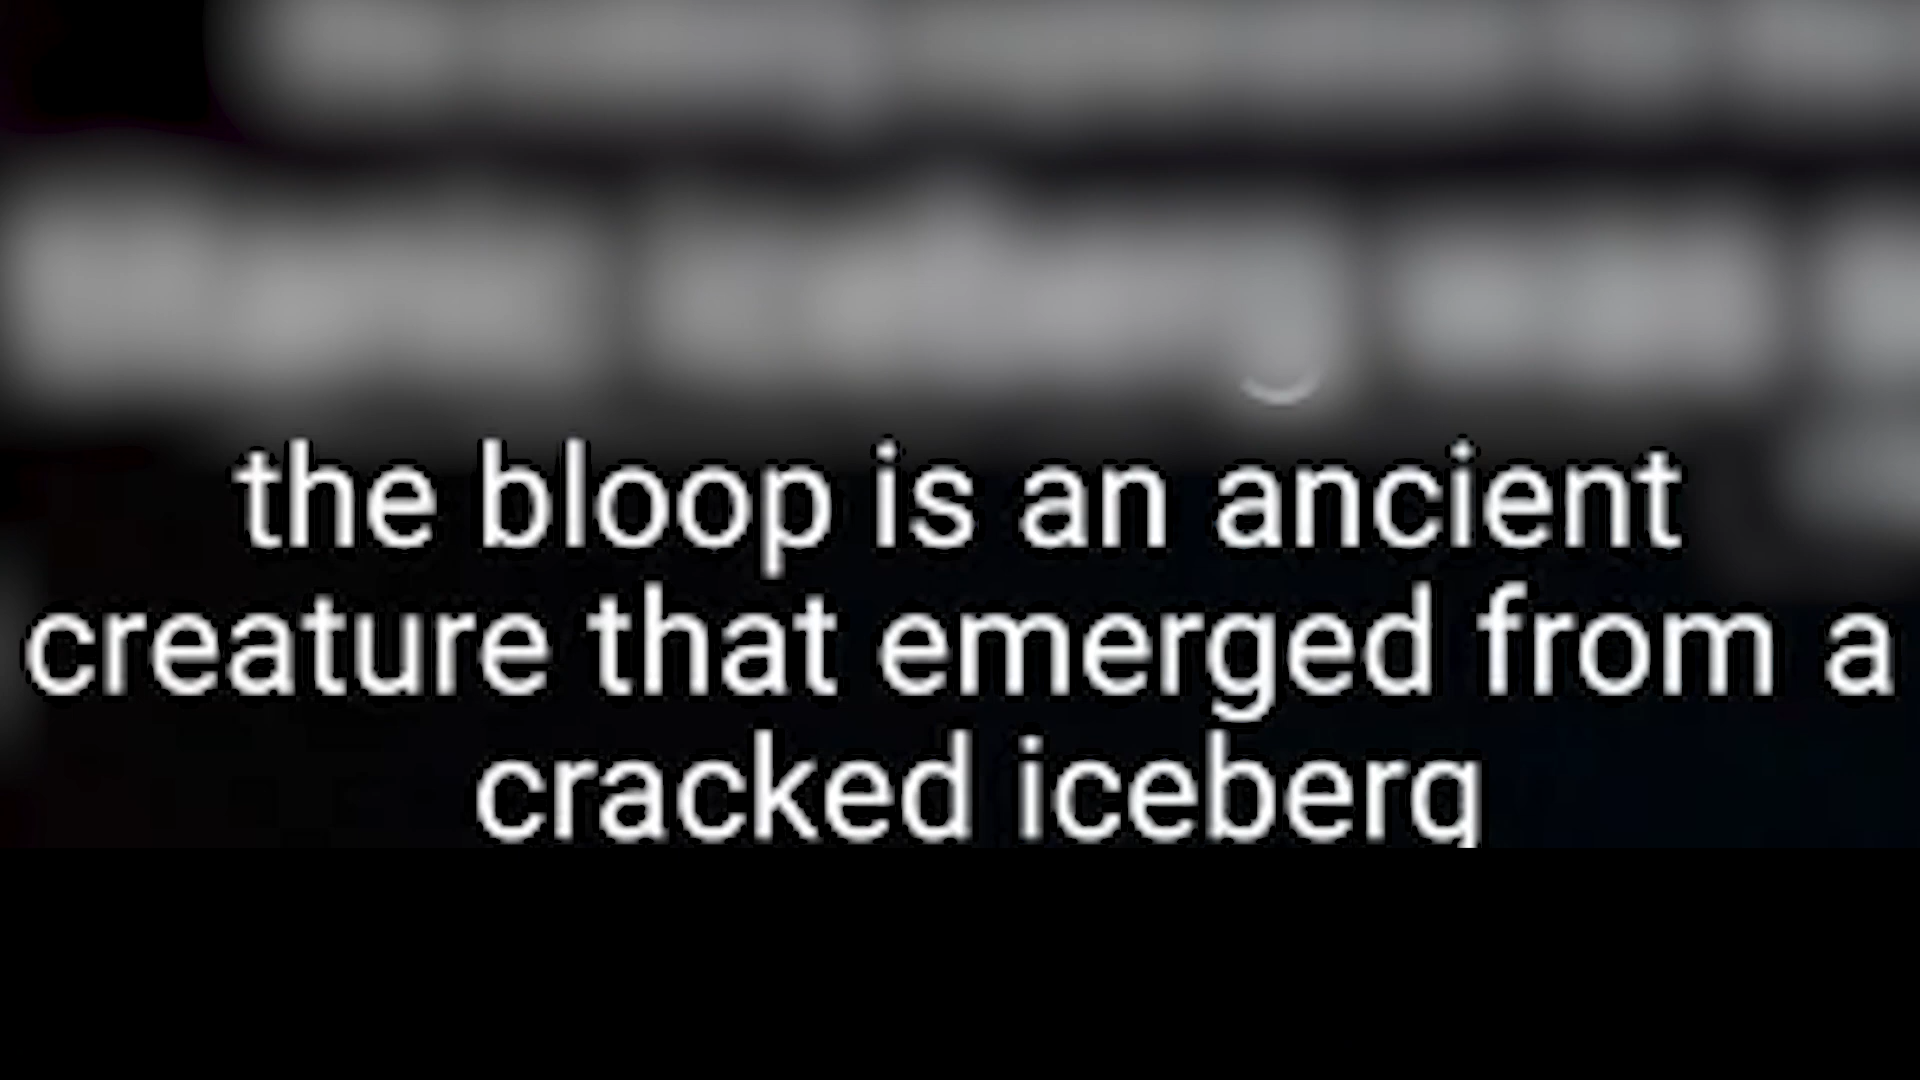 the bloop is an ancient
creature that emerged from a
cracked iceberg